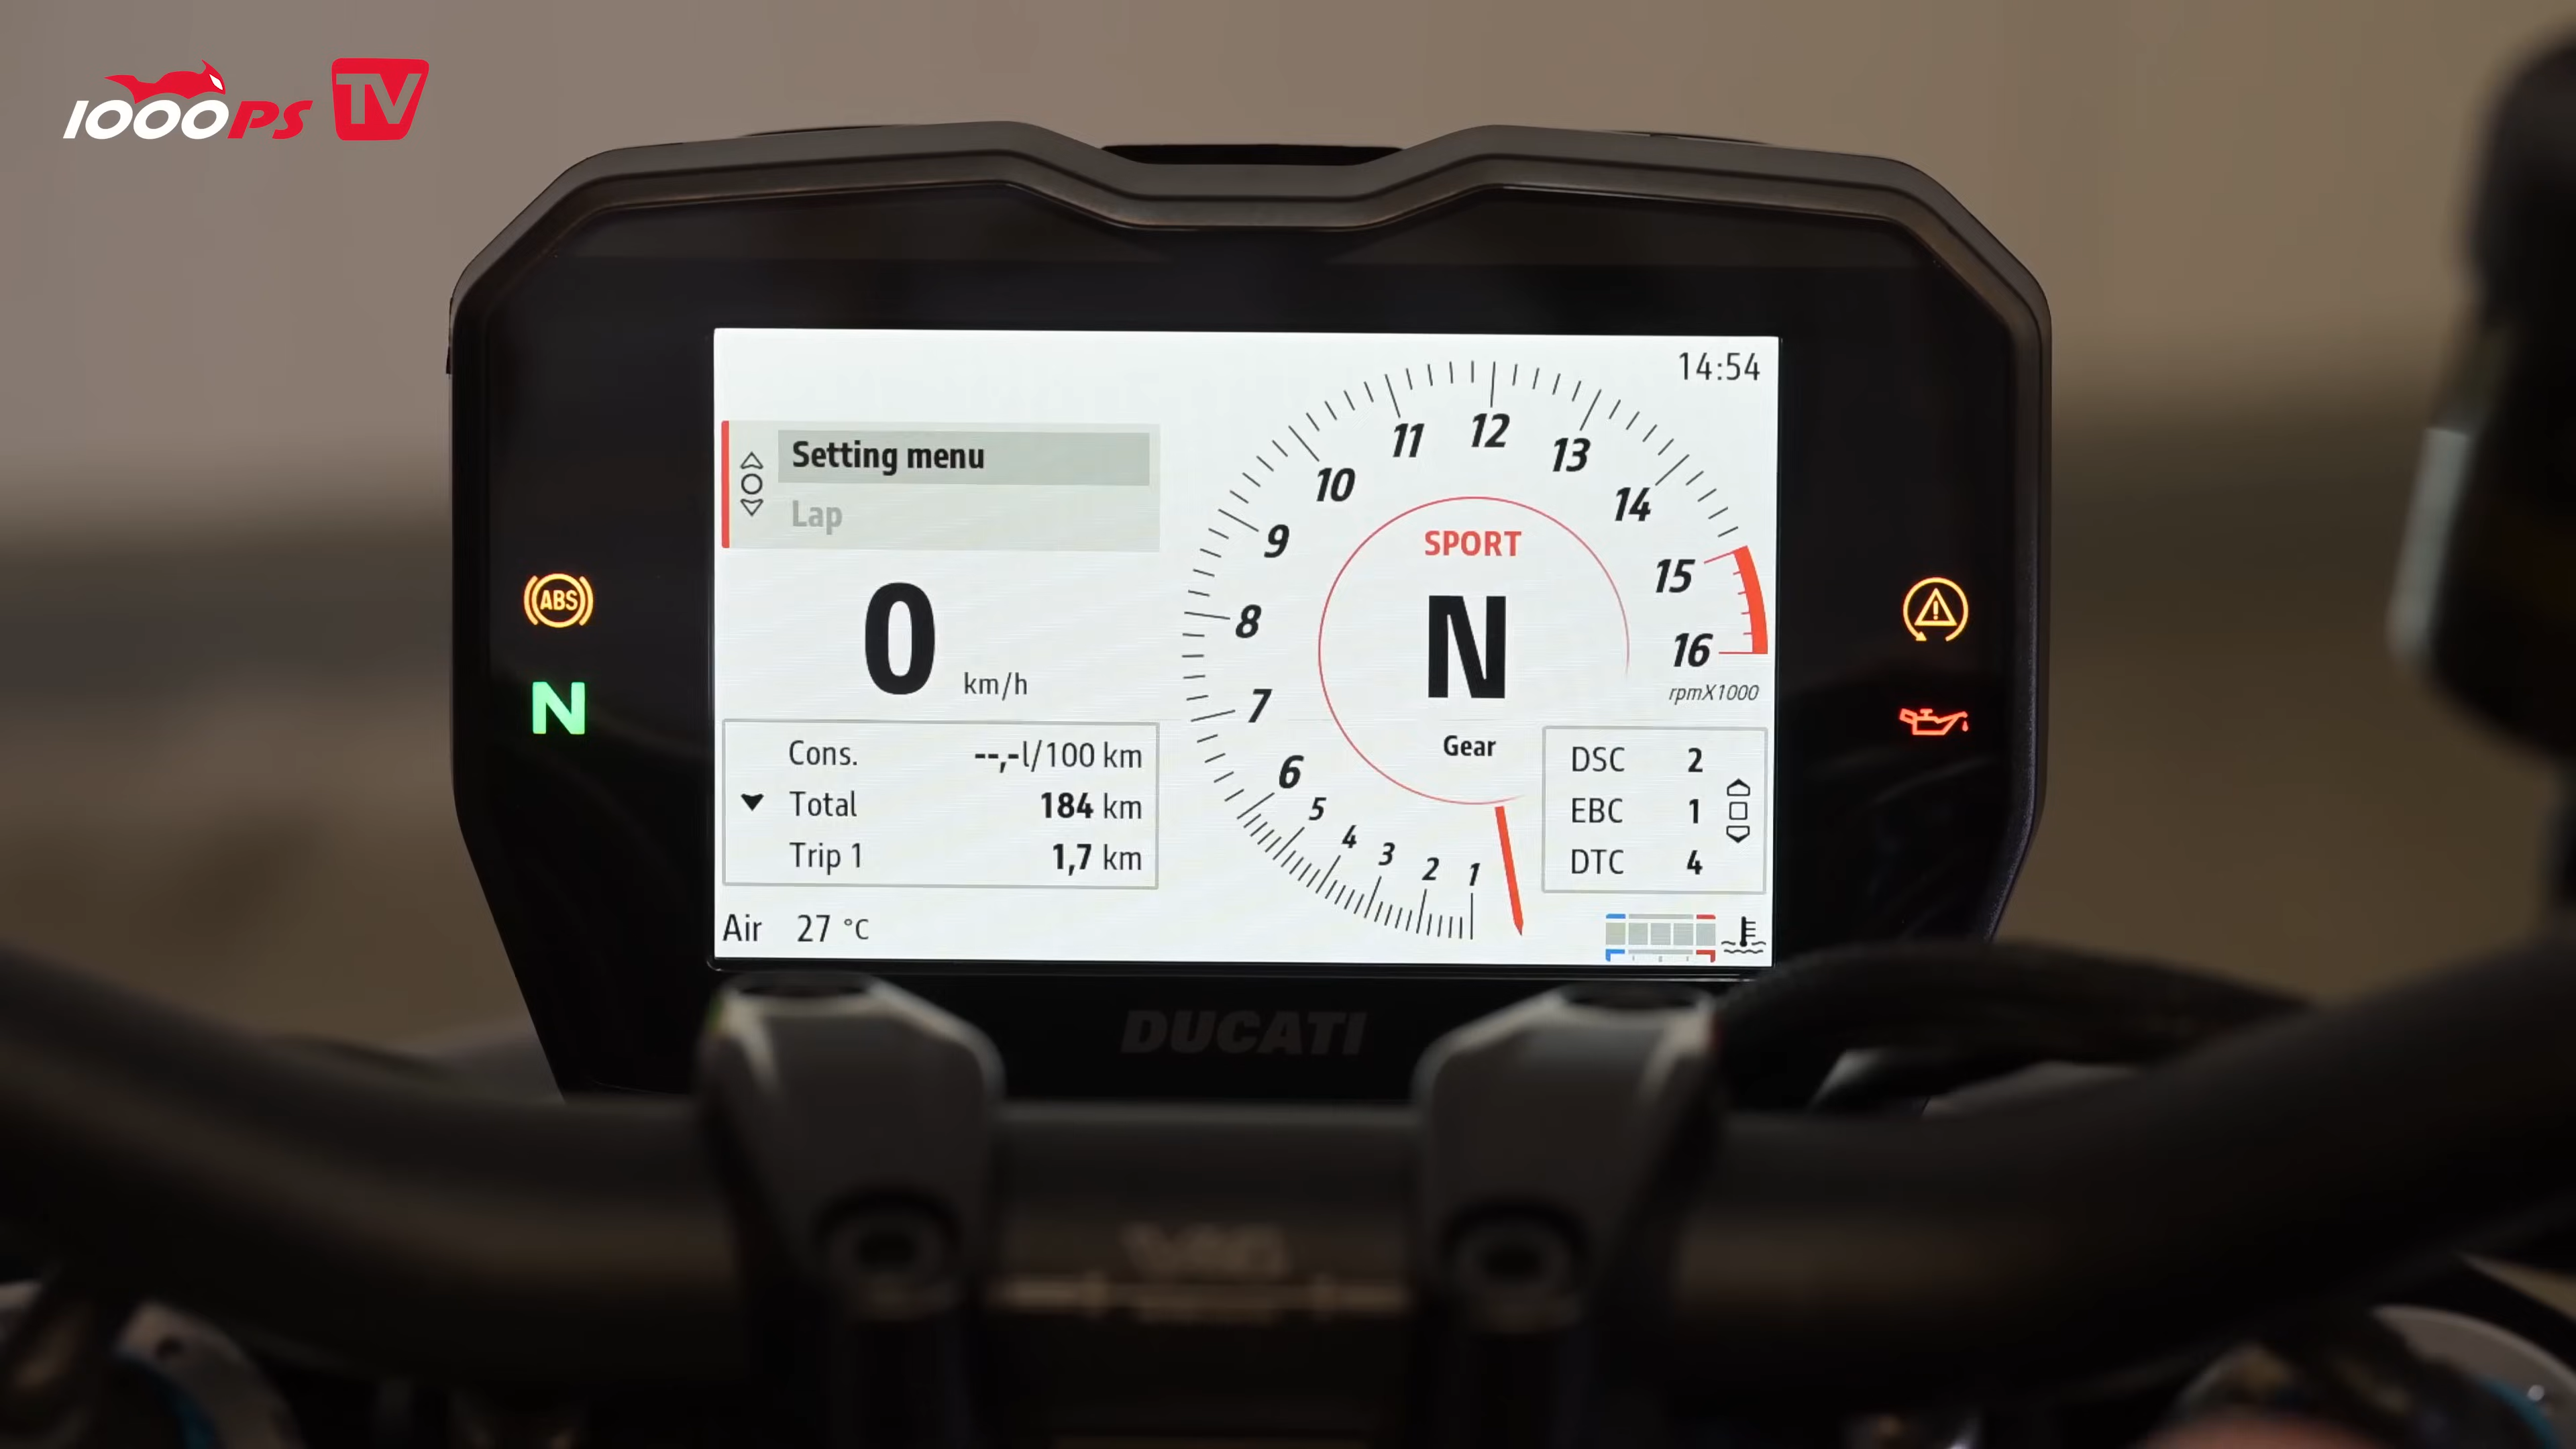 1000PS TV
14:54
Setting menu
Lap
0 km/h
Cons. --,-l/100 km
Total 184 km
Trip 1 1,7 km
Air 27 °C
1 2 3 4 5 6 7 8 9 10 11 12 13 14 15 16
rpmX1000
SPORT
N
Gear
DSC 2
EBC 1
DTC 4
ABS
N
DUCATI